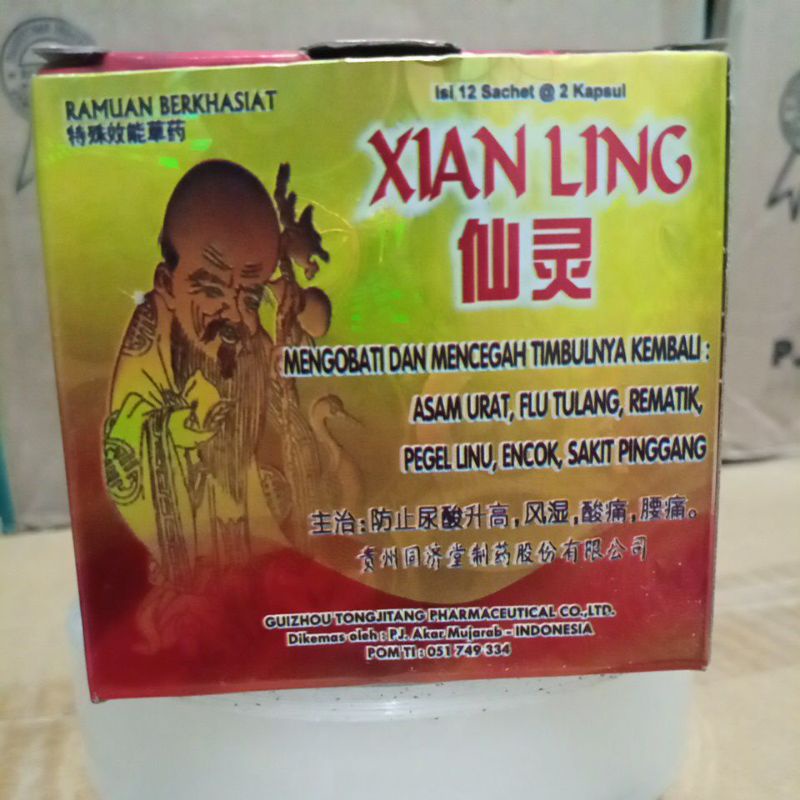 RAMUAN BERKHASIAT
特殊效能草药
Isi 12 Sachet @ 2 Kapsul
XIAN LING
仙灵
MENGOBATI DAN MENCEGAH TIMBULNYA KEMBALI :
ASAM URAT, FLU TULANG, REMATIK,
PEGEL LINU, ENCOK, SAKIT PINGGANG
主治:防止尿酸升高,风湿,酸痛,腰痛。
贵州同济堂制药股份有限公司
GUIZHOU TONGJITANG PHARMACEUTICAL CO.,LTD.
Dikemas oleh : PJ. Akar Mujarab - INDONESIA
POM TI : 051 749 334